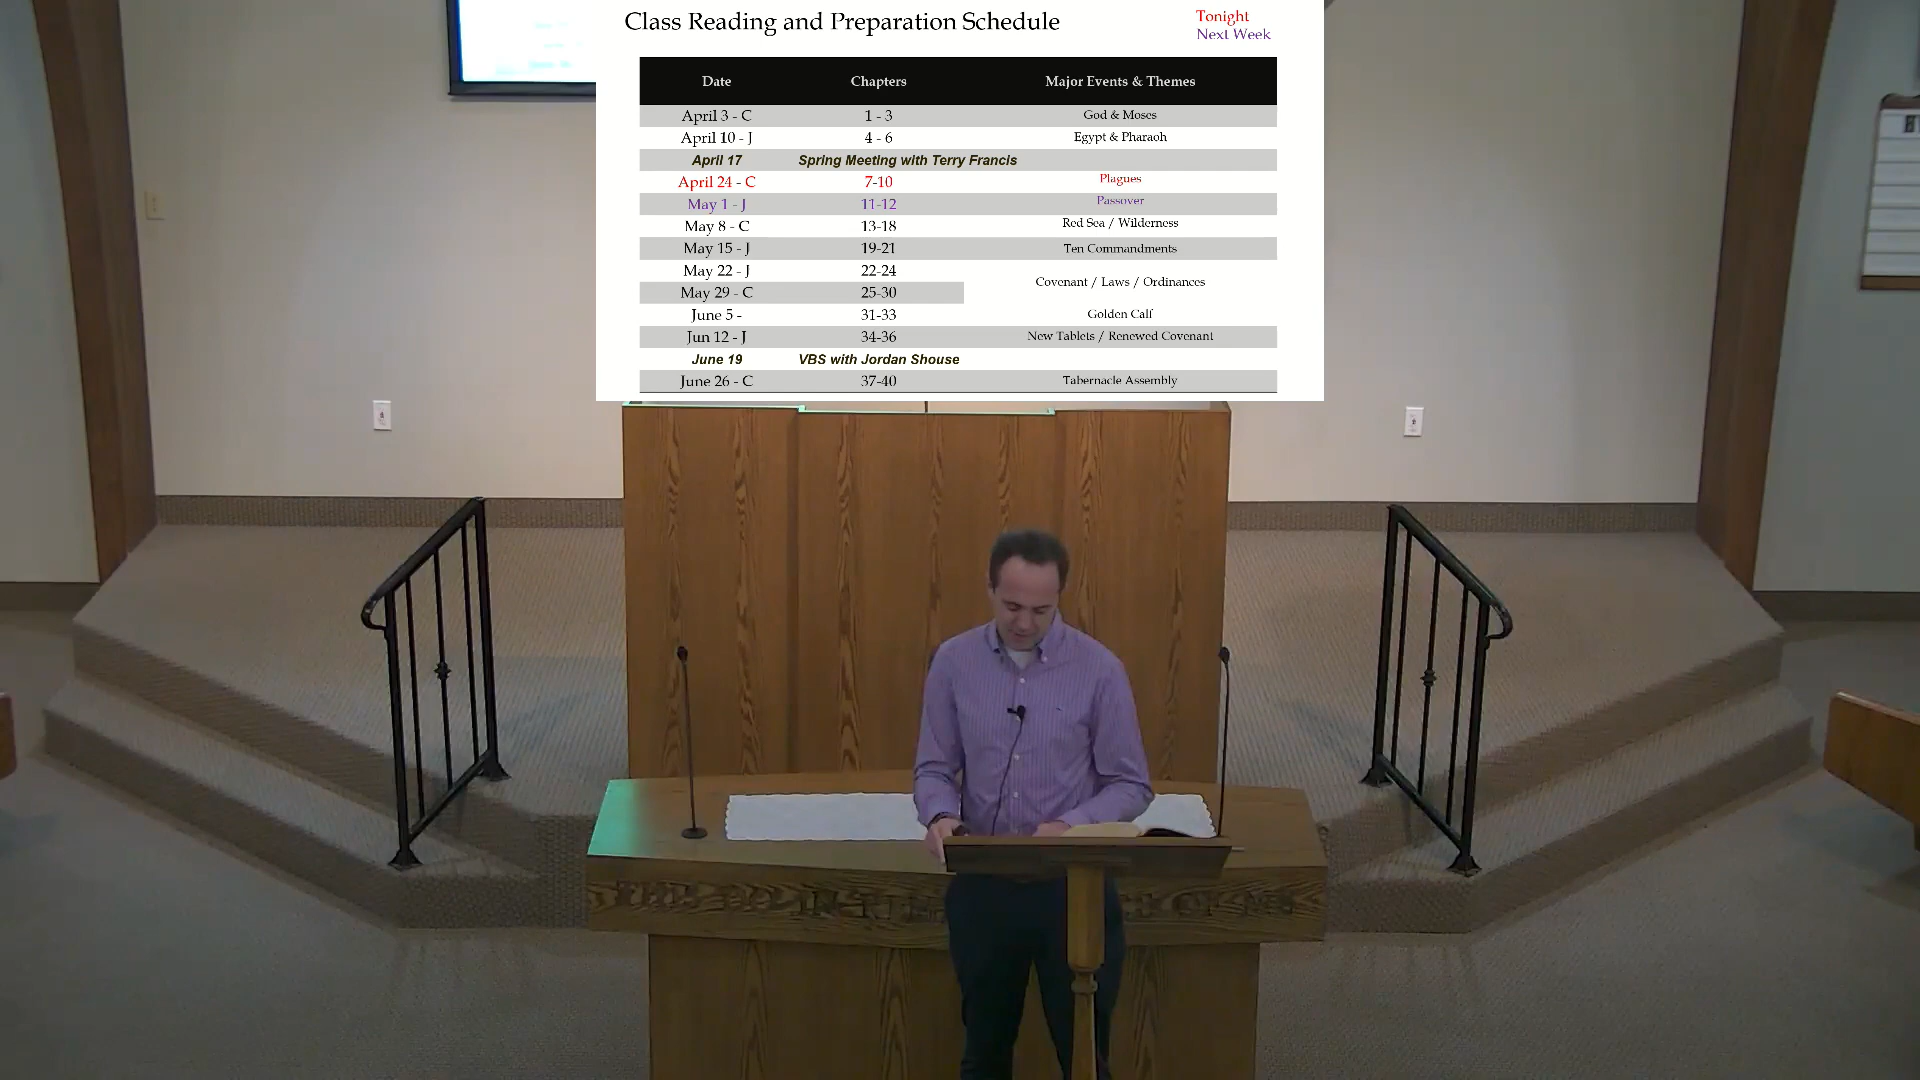 Class Reading and Preparation Schedule
Tonight
Next Week
Date Chapters Major Events & Themes
April 3 - C 1 - 3 God & Moses
April 10 - J 4 - 6 Egypt & Pharaoh
April 17 Spring Meeting with Terry Francis
April 24 - C 7-10 Plagues
May 1 - J 11-12 Passover
May 8 - C 13-18 Red Sea / Wilderness
May 15 - J 19-21 Ten Commandments
May 22 - J 22-24
Covenant / Laws / Ordinances
May 29 - C 25-30
June 5 - 31-33 Golden Calf
Jun 12 - J 34-36 New Tablets / Renewed Covenant
June 19 VBS with Jordan Shouse
June 26 - C 37-40 Tabernacle Assembly